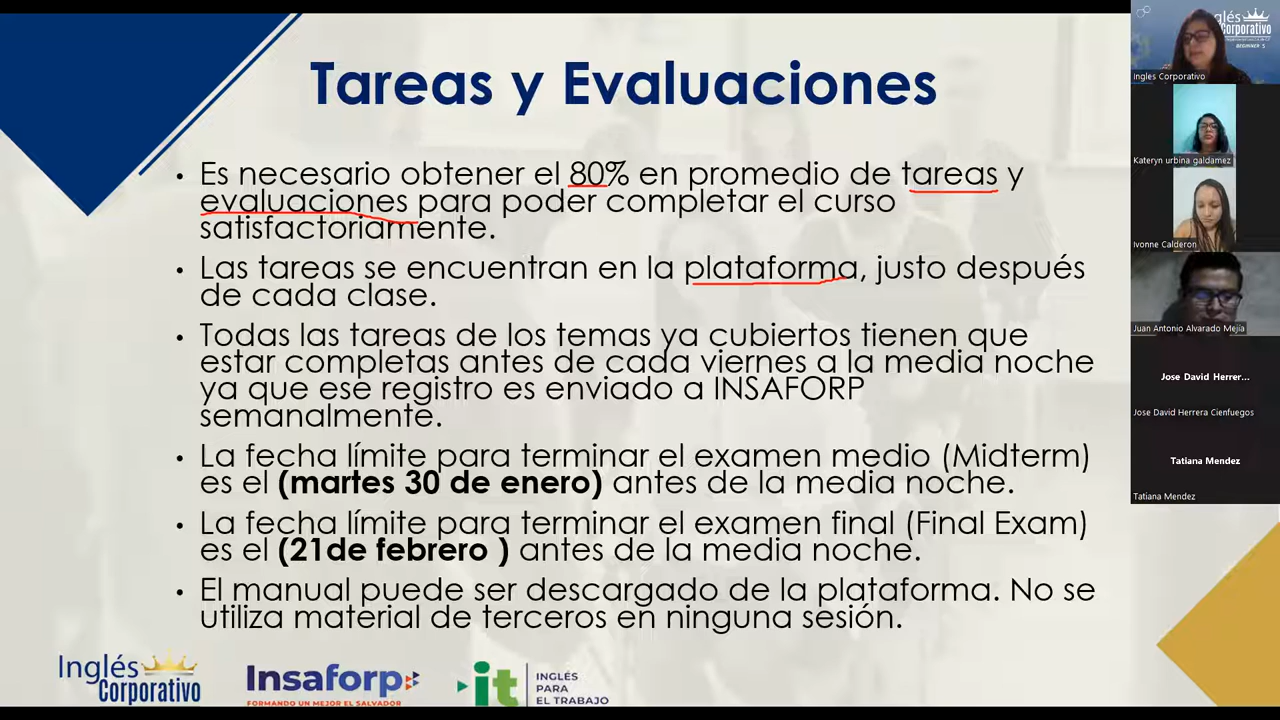 Tareas y Evaluaciones
• Es necesario obtener el 80% en promedio de tareas y
evaluaciones para poder completar el curso
satisfactoriamente.
• Las tareas se encuentran en la plataforma, justo después
de cada clase.
• Todas las tareas de los temas ya cubiertos tienen que
estar completas antes de cada viernes a la media noche
ya que ese registro es enviado a INSAFORP
semanalmente.
• La fecha límite para terminar el examen medio (Midterm)
es el (martes 30 de enero) antes de la media noche.
• La fecha límite para terminar el examen final (Final Exam)
es el (21de febrero ) antes de la media noche.
• El manual puede ser descargado de la plataforma. No se
utiliza material de terceros en ninguna sesión.
Inglés
Corporativo
Insaforp
FORMANDO UN MEJOR EL SALVADOR
it
INGLÉS
PARA
EL TRABAJO
glés
Corporativo
BEGINNER 5
Ingles Corporativo
Kateryn urbina galdamez
Ivonne Calderon
Juan Antonio Alvarado Mejía
Jose David Herrer...
Jose David Herrera Cienfuegos
Tatiana Mendez
Tatiana Mendez